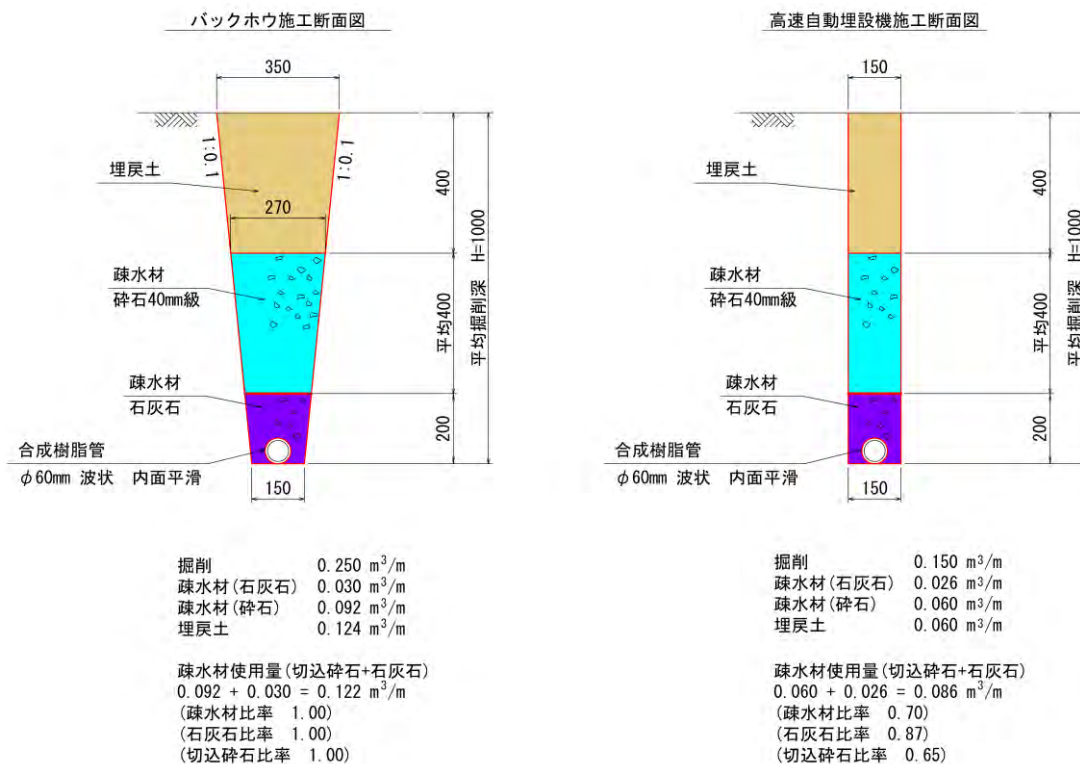 バックホウ施工断面図
350
1:0.1
1:0.1
埋戻土
270
400
疎水材
砕石40mm級
平均400
平均掘削深 H=1000
疎水材
石灰石
200
合成樹脂管
φ60mm 波状 内面平滑
150
掘削 0.250 m³/m
疎水材(石灰石) 0.030 m³/m
疎水材(砕石) 0.092 m³/m
埋戻土 0.124 m³/m
疎水材使用量(切込砕石+石灰石)
0.092 + 0.030 = 0.122 m³/m
(疎水材比率 1.00)
(石灰石比率 1.00)
(切込砕石比率 1.00)
高速自動埋設機施工断面図
150
埋戻土
400
疎水材
砕石40mm級
平均400
平均掘削深 H=1000
疎水材
石灰石
200
合成樹脂管
φ60mm 波状 内面平滑
150
掘削 0.150 m³/m
疎水材(石灰石) 0.026 m³/m
疎水材(砕石) 0.060 m³/m
埋戻土 0.060 m³/m
疎水材使用量(切込砕石+石灰石)
0.060 + 0.026 = 0.086 m³/m
(疎水材比率 0.70)
(石灰石比率 0.87)
(切込砕石比率 0.65)